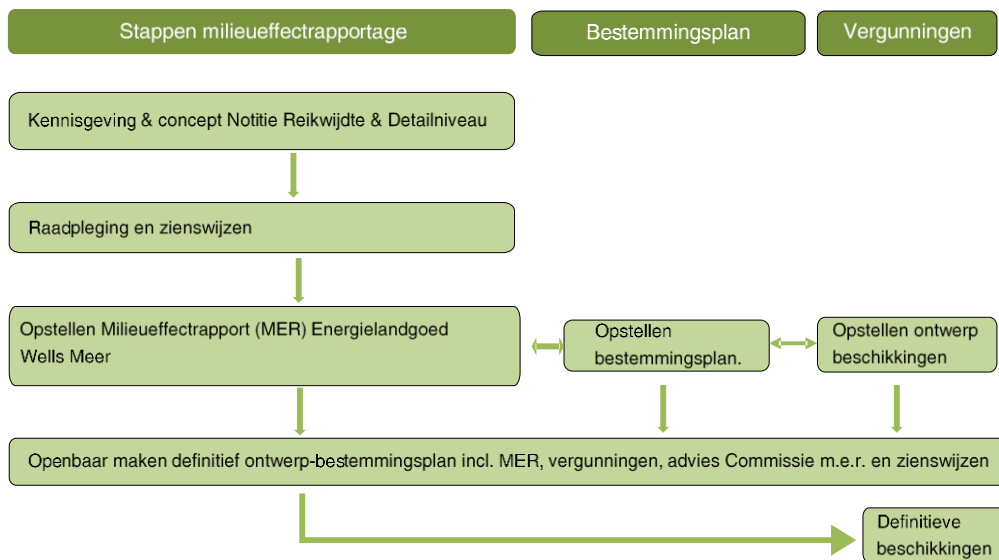 Stappen milieueffectrapportage
Bestemmingsplan
Vergunningen
Kennisgeving & concept Notitie Reikwijdte & Detailniveau
Raadpleging en zienswijzen
Opstellen Milieueffectrapport (MER) Energielandgoed
Wells Meer
Opstellen
bestemmingsplan.
Opstellen ontwerp
beschikkingen
Openbaar maken definitief ontwerp-bestemmingsplan incl. MER, vergunningen, advies Commissie m.e.r. en zienswijzen
Definitieve
beschikkingen